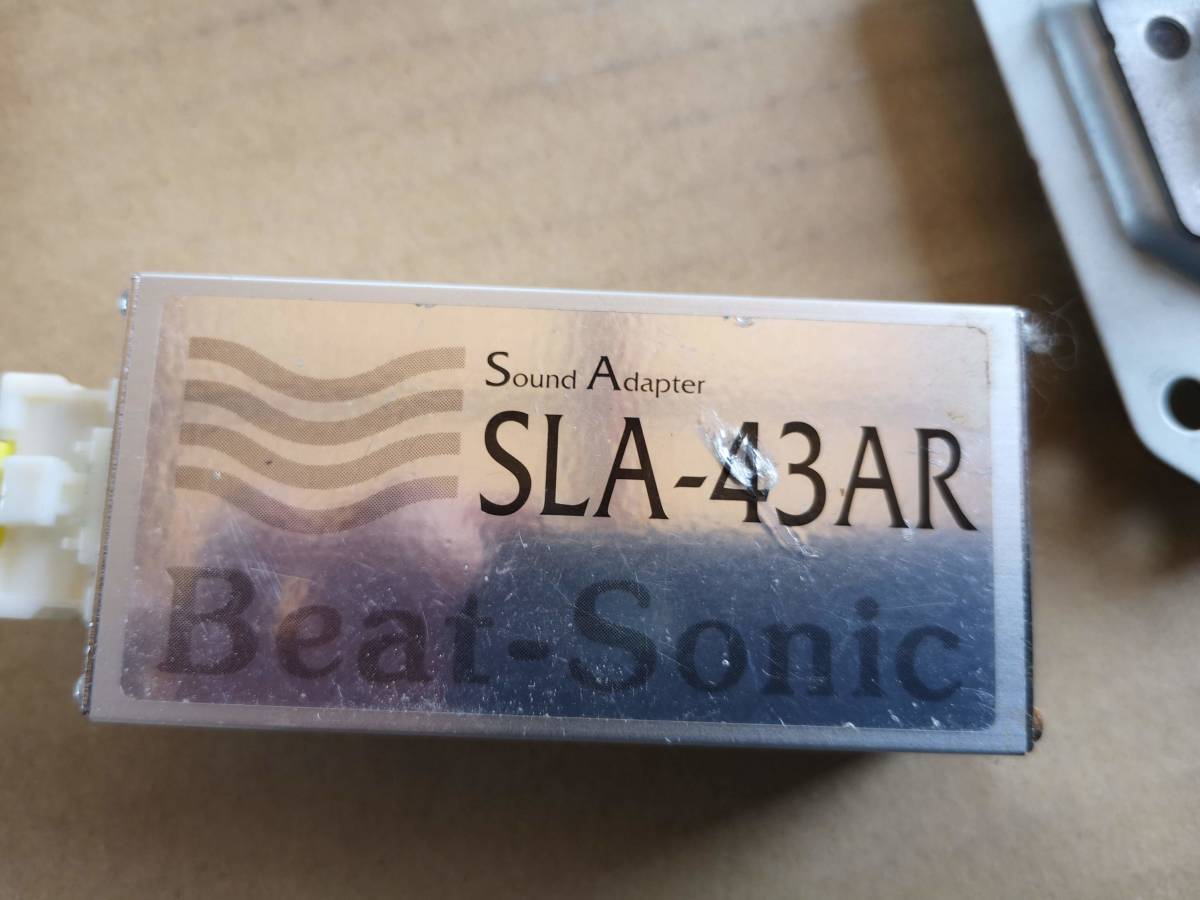 Sound Adapter
SLA-43AR
Beat-Sonic